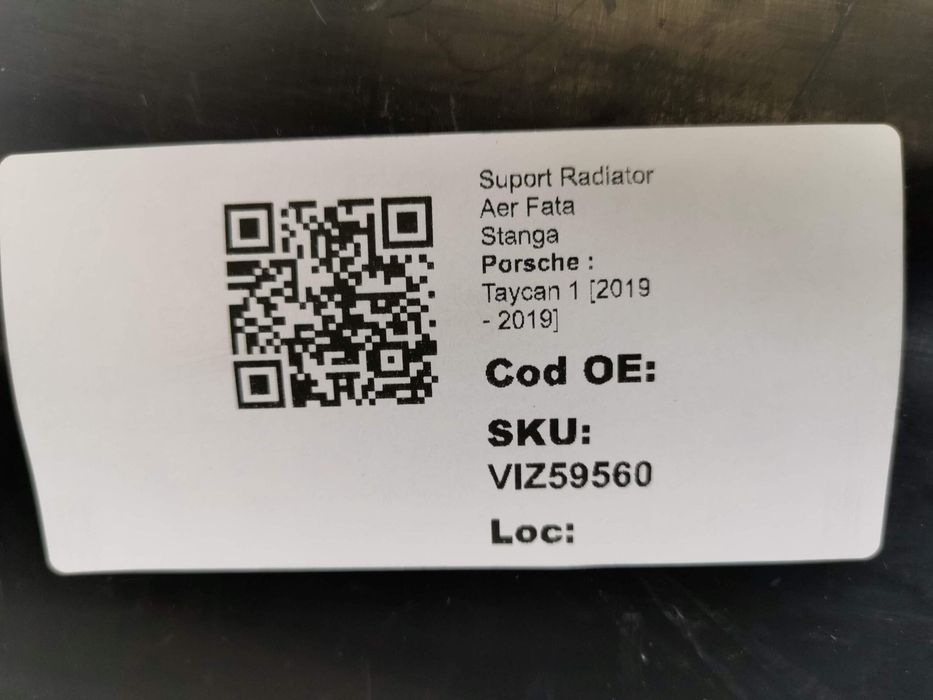 Suport Radiator
Aer Fata
Stanga
Porsche :
Taycan 1 [2019
- 2019]
Cod OE:
SKU:
VIZ59560
Loc: